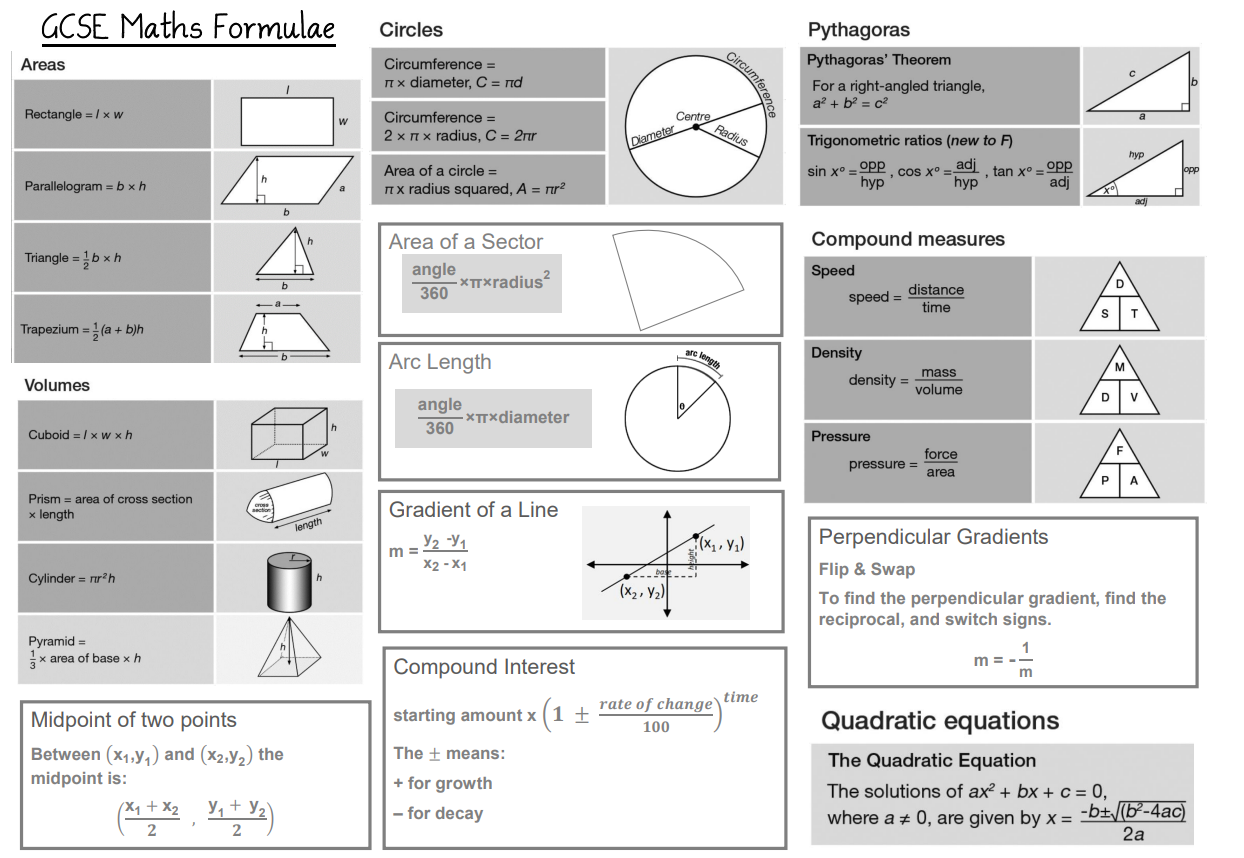 GCSE Maths Formulae
Areas
Rectangle = l × w
l
w
Parallelogram = b × h
h
a
b
Triangle = ½ b × h
h
b
Trapezium = ½ (a + b)h
a
h
b
Volumes
Cuboid = l × w × h
h
w
l
Prism = area of cross section
× length
cross
section
length
Cylinder = πr²h
r
h
Pyramid =
⅓ × area of base × h
h
Midpoint of two points
Between (x₁,y₁) and (x₂,y₂) the
midpoint is:
((x₁ + x₂)/2 , (y₁ + y₂)/2)
Circles
Circumference =
π × diameter, C = πd
Circumference =
2 × π × radius, C = 2πr
Area of a circle =
π x radius squared, A = πr²
Circumference
Centre
Diameter
Radius
Area of a Sector
angle/360 ×π×radius²
Arc Length
angle/360 ×π×diameter
arc length
θ
Gradient of a Line
m = (y₂ -y₁)/(x₂ - x₁)
(x₁ , y₁)
height
base
(x₂ , y₂)
Compound Interest
starting amount x (1 ± rate of change/100)^time
The ± means:
+ for growth
– for decay
Pythagoras
Pythagoras' Theorem
For a right-angled triangle,
a² + b² = c²
c
b
a
Trigonometric ratios (new to F)
sin x° = opp/hyp , cos x° = adj/hyp , tan x° = opp/adj
hyp
opp
x°
adj
Compound measures
Speed
speed = distance/time
D
S T
Density
density = mass/volume
M
D V
Pressure
pressure = force/area
F
P A
Perpendicular Gradients
Flip & Swap
To find the perpendicular gradient, find the
reciprocal, and switch signs.
m = - 1/m
Quadratic equations
The Quadratic Equation
The solutions of ax² + bx + c = 0,
where a ≠ 0, are given by x = (-b±√(b²-4ac))/2a